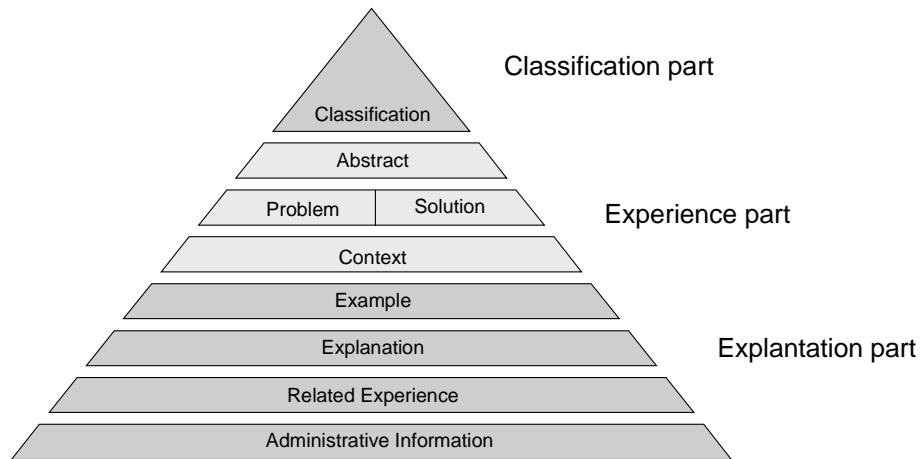 Classification part
Classification
Abstract
Problem
Solution
Experience part
Context
Example
Explanation
Explantation part
Related Experience
Administrative Information